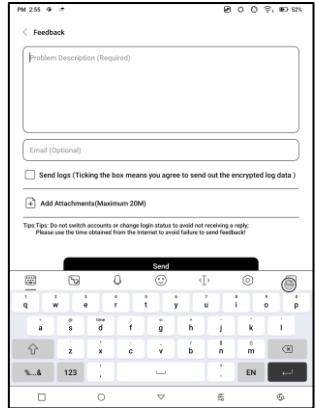 PM 2:55
52%
Feedback
Problem Description (Required)
Email (Optional)
Send logs (Ticking the box means you agree to send out the encrypted log data )
Add Attachments(Maximum 20M)
Tips:Tips: Do not switch accounts or change login status to avoid not receiving a reply;
Please use the time obtained from the Internet to avoid failure to send feedback!
Send
q w e r t y u i o p
a s d f g h j k l
z x c v b n m
123 EN